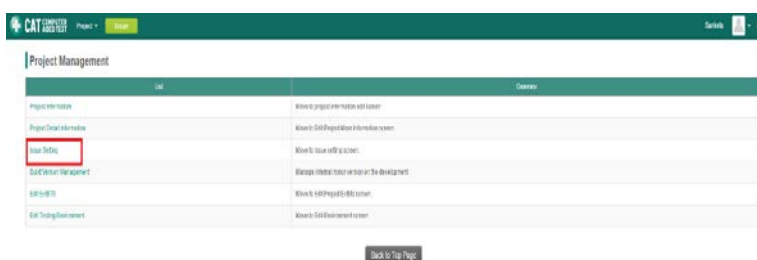 CAT COMPUTER AIDED TEST Project
Project Management
List Overview
Project Information Move to project information edit screen
Project Detail Information Move to Edit Project More Information screen.
Issue Setting Move to Issue setting screen.
Build Version Management Manage internal minor version on the development
Edit Move to Edit Project screen.
Edit Testing Environment Move to Edit Environment screen
Back to Top Page